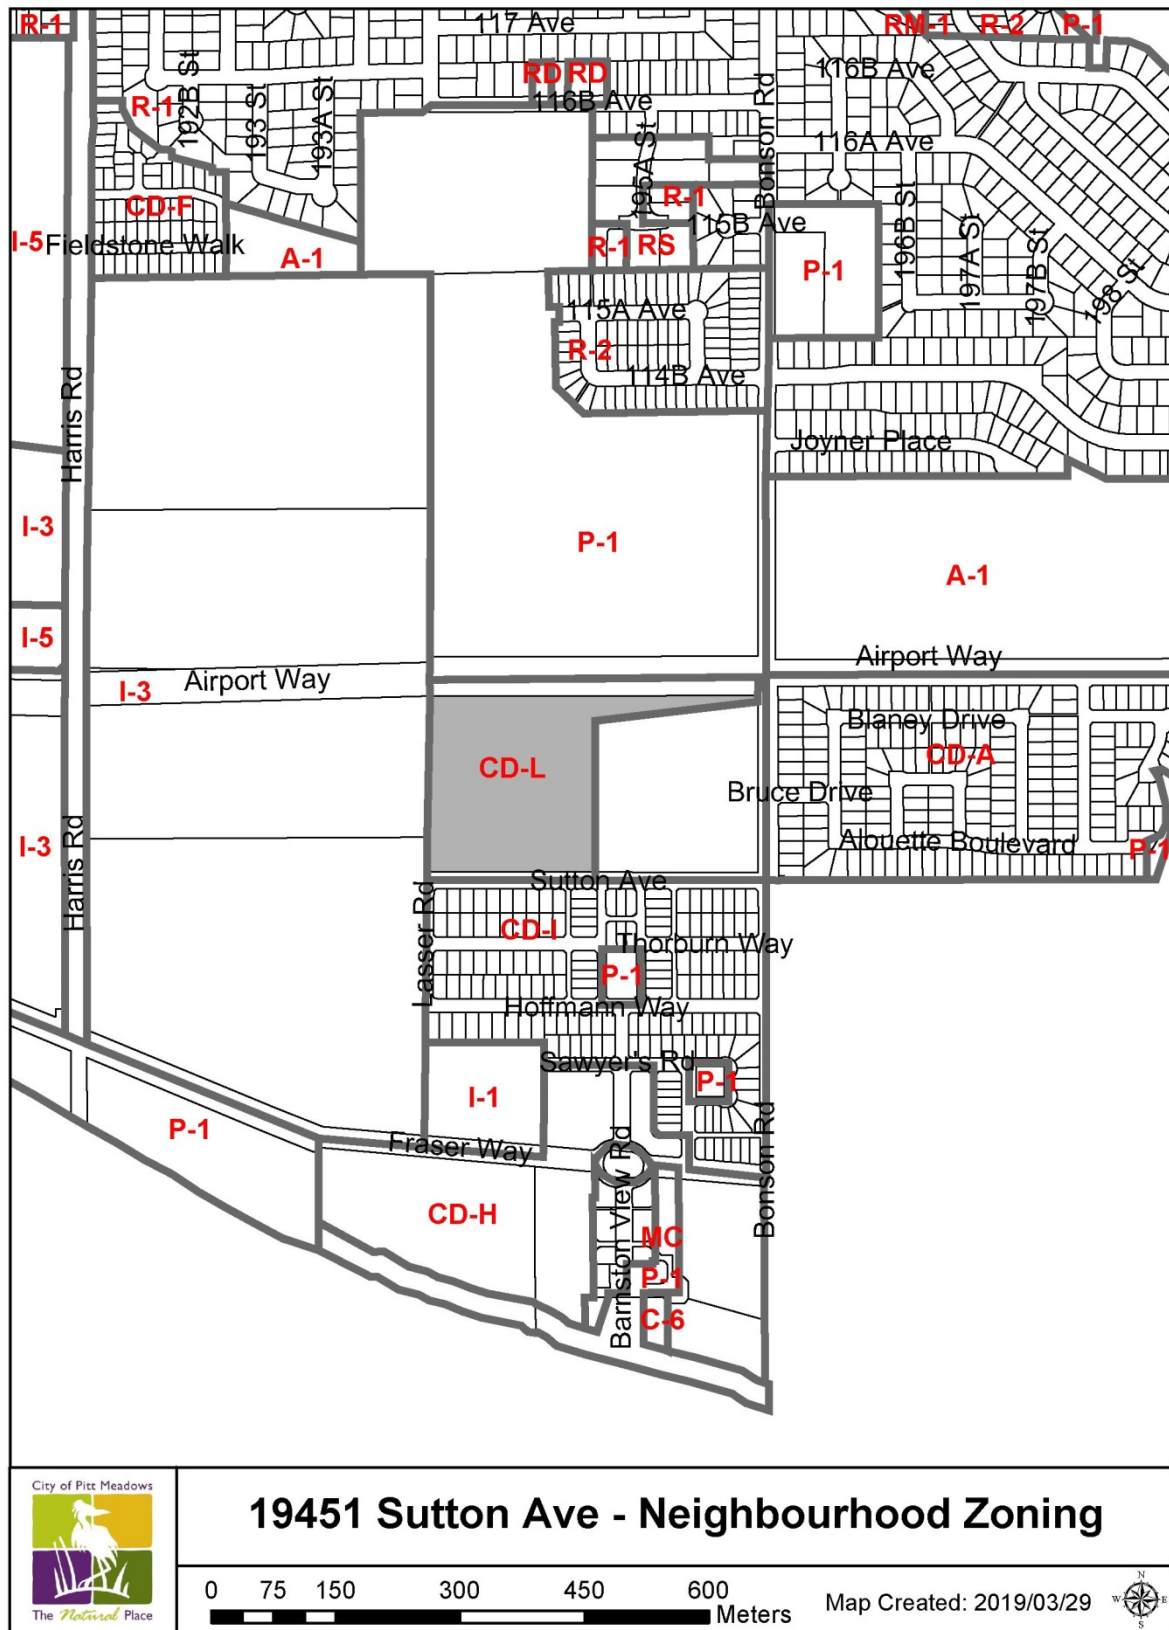 R-1
117 Ave
RM-1
R-2
P-1
192B St
193 St
193A St
RD
RD
116B Ave
Bonson Rd
116B Ave
R-1
195A St
116A Ave
CD-F
R-1
115B Ave
196B St
197A St
197B St
198 St
I-5
Fieldstone Walk
A-1
R-1
RS
P-1
115A Ave
R-2
114B Ave
Harris Rd
Joyner Place
I-3
P-1
A-1
I-5
I-3
Airport Way
Airport Way
CD-L
Blaney Drive
CD-A
Bruce Drive
I-3
Harris Rd
Alouette Boulevard
P-1
Sutton Ave
Lasser Rd
CD-I
Thorburn Way
P-1
Hoffmann Way
Sawyer's Rd
P-1
I-1
P-1
Fraser Way
Barnston View Rd
Bonson Rd
CD-H
MC
P-1
C-6
City of Pitt Meadows
The Natural Place
19451 Sutton Ave - Neighbourhood Zoning
0 75 150 300 450 600
Meters
Map Created: 2019/03/29
N
W E
S